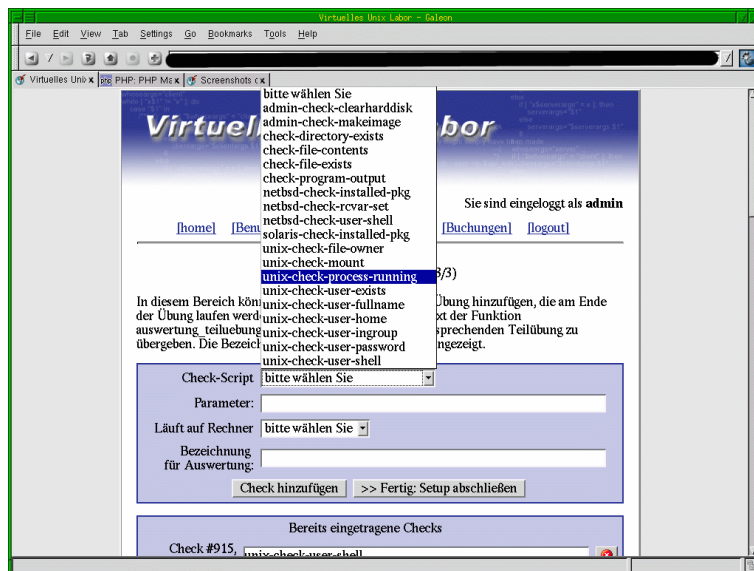 Virtuelles Unix Labor - Galeon
File Edit View Tab Settings Go Bookmarks Tools Help
Virtuelles Unix PHP: PHP Ma Screenshots
Virtuel
bor
Sie sind eingeloggt als admin
[home] [Ben [Buchungen] [logout]
3/3)
In diesem Bereich kön Übung hinzufügen, die am Ende
der Übung laufen werd xt der Funktion
auswertung_teiluebung sprechenden Teilübung zu
übergeben. Die Bezeich ngezeigt.
bitte wählen Sie
admin-check-clearharddisk
admin-check-makeimage
check-directory-exists
check-file-contents
check-file-exists
check-program-output
netbsd-check-installed-pkg
netbsd-check-rcvar-set
netbsd-check-user-shell
solaris-check-installed-pkg
unix-check-file-owner
unix-check-mount
unix-check-process-running
unix-check-user-exists
unix-check-user-fullname
unix-check-user-home
unix-check-user-ingroup
unix-check-user-password
unix-check-user-shell
Check-Script bitte wählen Sie
Parameter:
Läuft auf Rechner bitte wählen Sie
Bezeichnung
für Auswertung:
Check hinzufügen >> Fertig: Setup abschließen
Bereits eingetragene Checks
Check #915, unix-check-user-shell